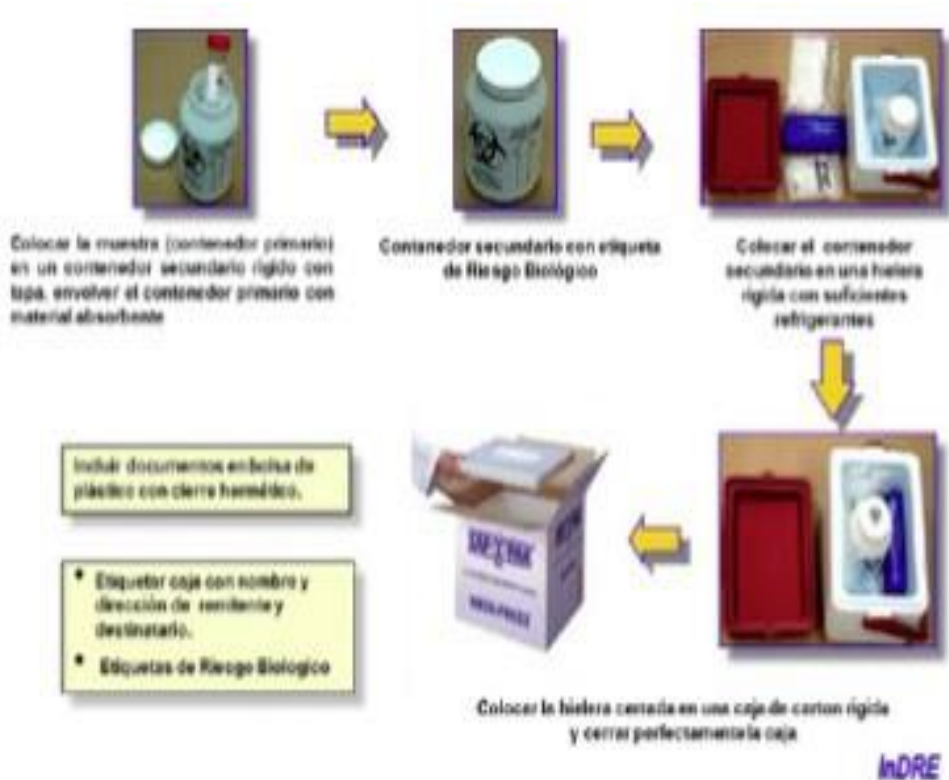 Colocar la muestra (contenedor primario)
en un contenedor secundario rígido con
tapa, envolver el contenedor primario con
material absorbente
Contenedor secundario con etiqueta
de Riesgo Biológico
Colocar el contenedor
secundario en una hielera
rígida con suficientes
refrigerantes
Incluir documentos en bolsa de
plástico con cierre hermético.
• Etiquetar caja con nombre y
dirección de remitente y
destinatario.
• Etiquetas de Riesgo Biologico
Colocar la hielera cerrada en una caja de carton rígida
y cerrar perfectamente la caja
InDRE